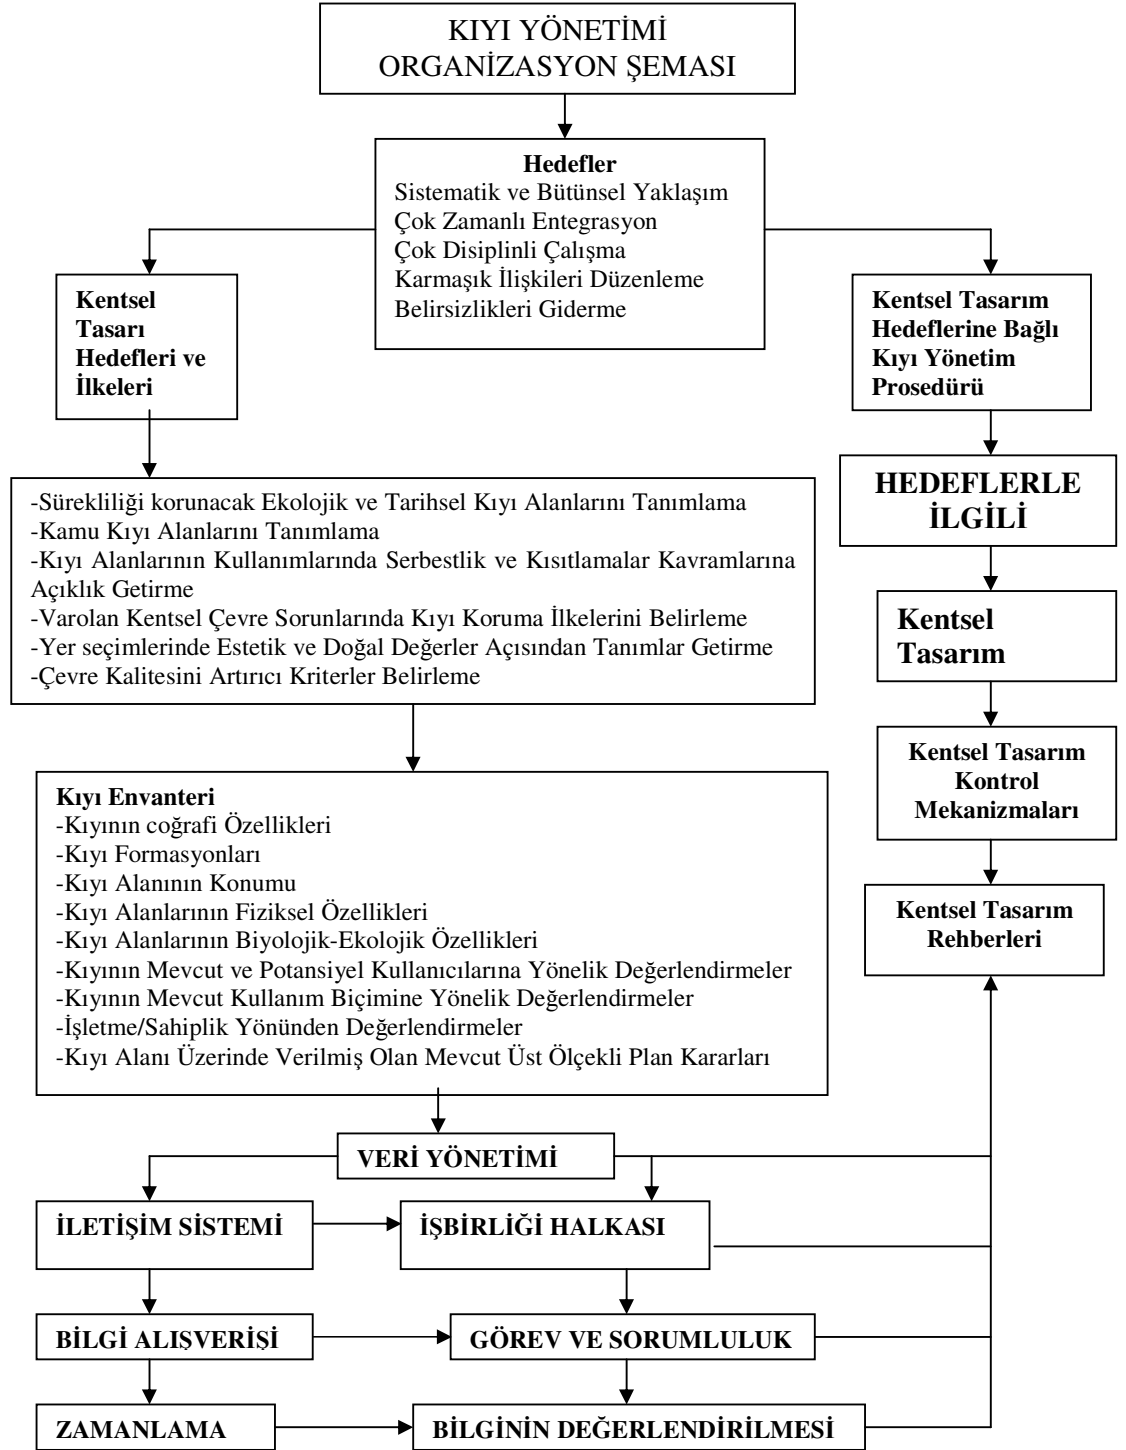 KIYI YÖNETİMİ
ORGANİZASYON ŞEMASI
Hedefler
Sistematik ve Bütünsel Yaklaşım
Çok Zamanlı Entegrasyon
Çok Disiplinli Çalışma
Karmaşık İlişkileri Düzenleme
Belirsizlikleri Giderme
Kentsel
Tasarı
Hedefleri ve
İlkeleri
Kentsel Tasarım
Hedeflerine Bağlı
Kıyı Yönetim
Prosedürü
-Sürekliliği korunacak Ekolojik ve Tarihsel Kıyı Alanlarını Tanımlama
-Kamu Kıyı Alanlarını Tanımlama
-Kıyı Alanlarının Kullanımlarında Serbestlik ve Kısıtlamalar Kavramlarına
Açıklık Getirme
-Varolan Kentsel Çevre Sorunlarında Kıyı Koruma İlkelerini Belirleme
-Yer seçimlerinde Estetik ve Doğal Değerler Açısından Tanımlar Getirme
-Çevre Kalitesini Artırıcı Kriterler Belirleme
HEDEFLERLE
İLGİLİ
Kentsel
Tasarım
Kentsel Tasarım
Kontrol
Mekanizmaları
Kentsel Tasarım
Rehberleri
Kıyı Envanteri
-Kıyının coğrafi Özellikleri
-Kıyı Formasyonları
-Kıyı Alanının Konumu
-Kıyı Alanlarının Fiziksel Özellikleri
-Kıyı Alanlarının Biyolojik-Ekolojik Özellikleri
-Kıyının Mevcut ve Potansiyel Kullanıcılarına Yönelik Değerlendirmeler
-Kıyının Mevcut Kullanım Biçimine Yönelik Değerlendirmeler
-İşletme/Sahiplik Yönünden Değerlendirmeler
-Kıyı Alanı Üzerinde Verilmiş Olan Mevcut Üst Ölçekli Plan Kararları
VERİ YÖNETİMİ
İLETİŞİM SİSTEMİ
İŞBİRLİĞİ HALKASI
BİLGİ ALIŞVERİŞİ
GÖREV VE SORUMLULUK
ZAMANLAMA
BİLGİNİN DEĞERLENDİRİLMESİ